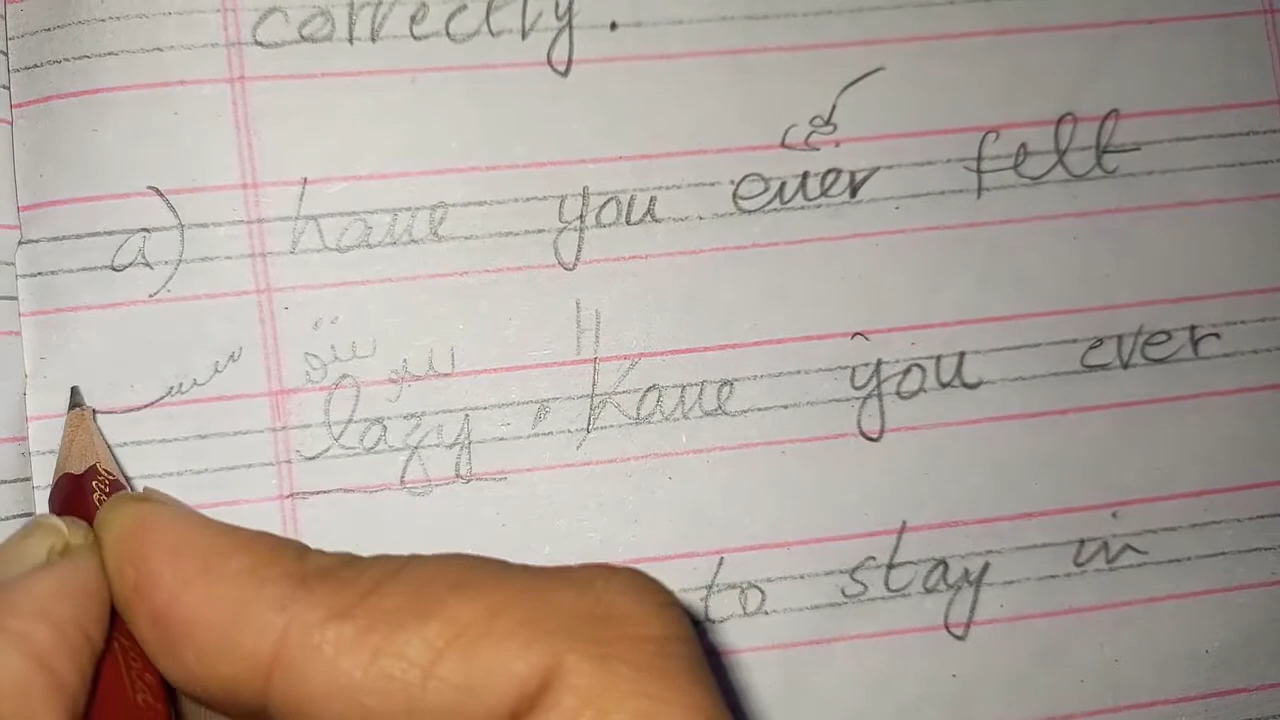 correctly.
a) have you ever felt
lazy. have you ever
to stay in